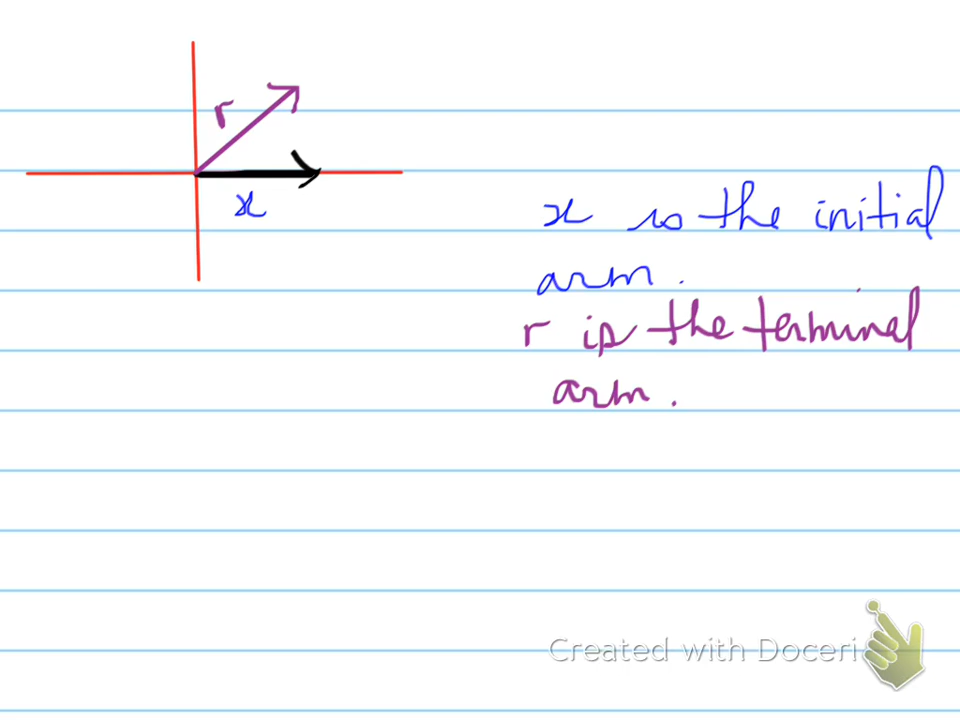 r
x
x is the initial
arm.
r is the terminal
arm.
Created with Doceri